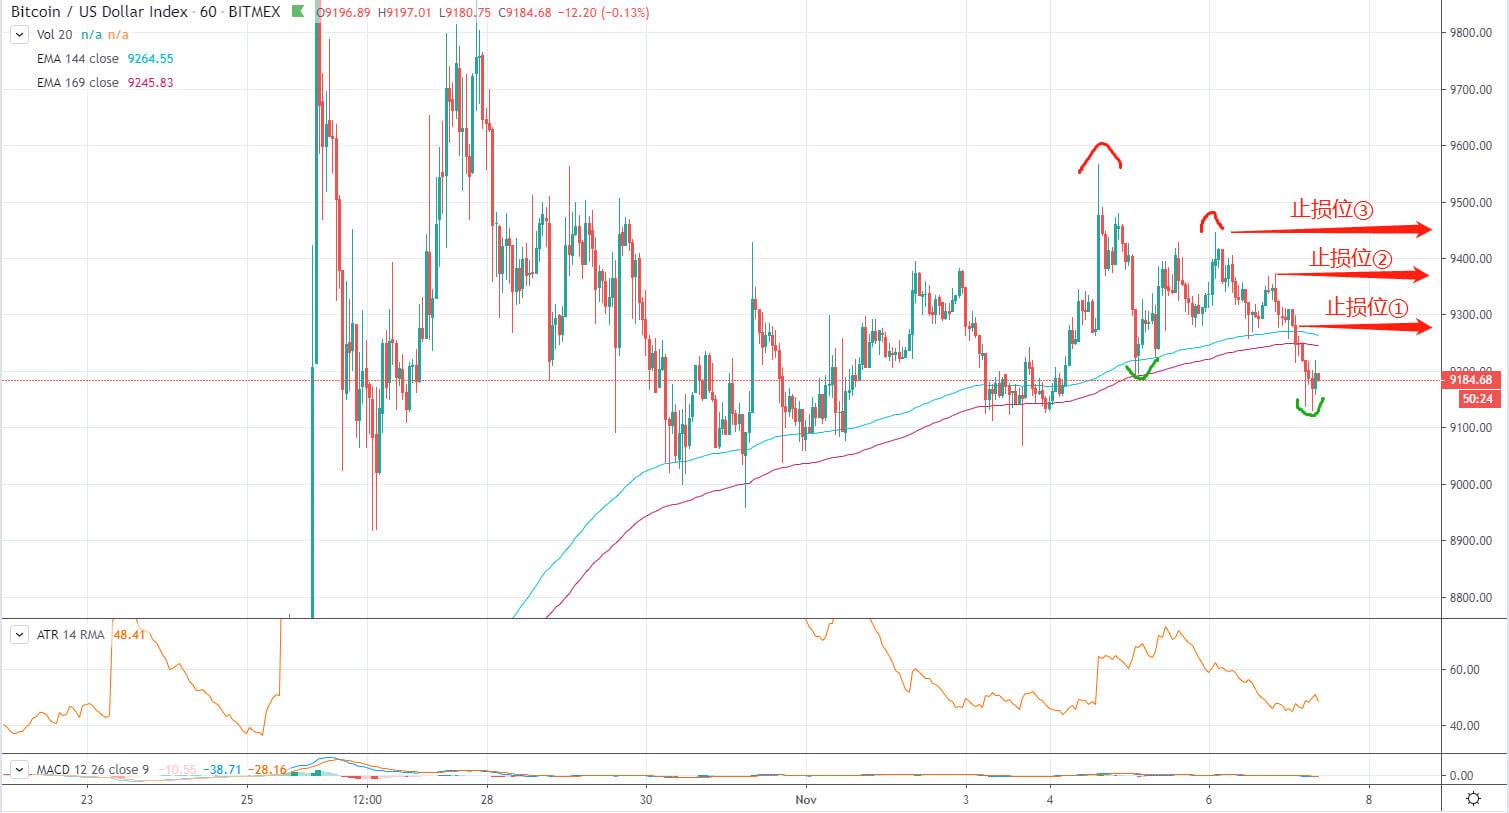 Bitcoin / US Dollar Index · 60 · BITMEX O9196.89 H9197.01 L9180.75 C9184.68 −12.20 (−0.13%)
Vol 20 n/a n/a
EMA 144 close 9264.55
EMA 169 close 9245.83
9800.00
9700.00
9600.00
9500.00
止损位③
9400.00
止损位②
9300.00
止损位①
9200.00
9184.68
50:24
9100.00
9000.00
8900.00
8800.00
ATR 14 RMA 48.41
60.00
40.00
MACD 12 26 close 9 −10.55 −38.71 −28.16
0.00
23 25 12:00 28 30 Nov 3 4 6 8